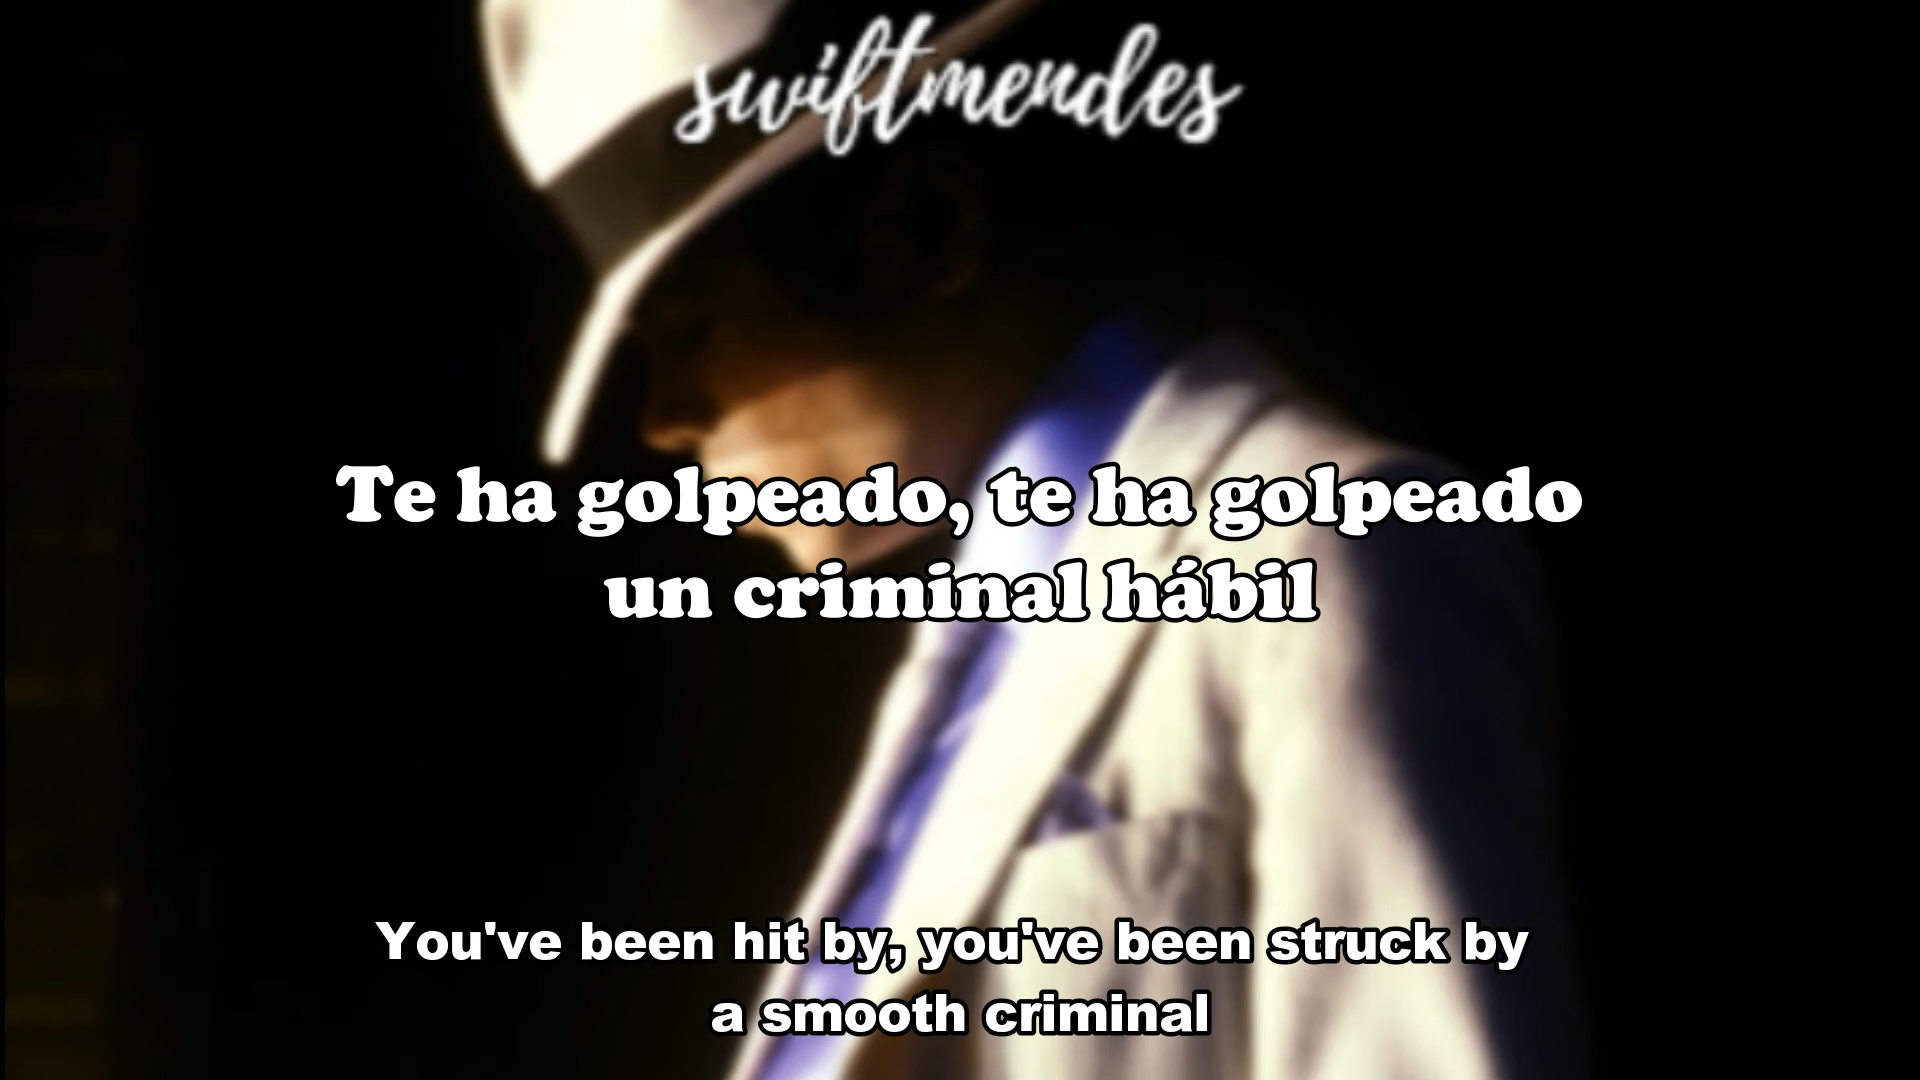 swiftmendes
Te ha golpeado, te ha golpeado
un criminal hábil
You've been hit by, you've been struck by
a smooth criminal